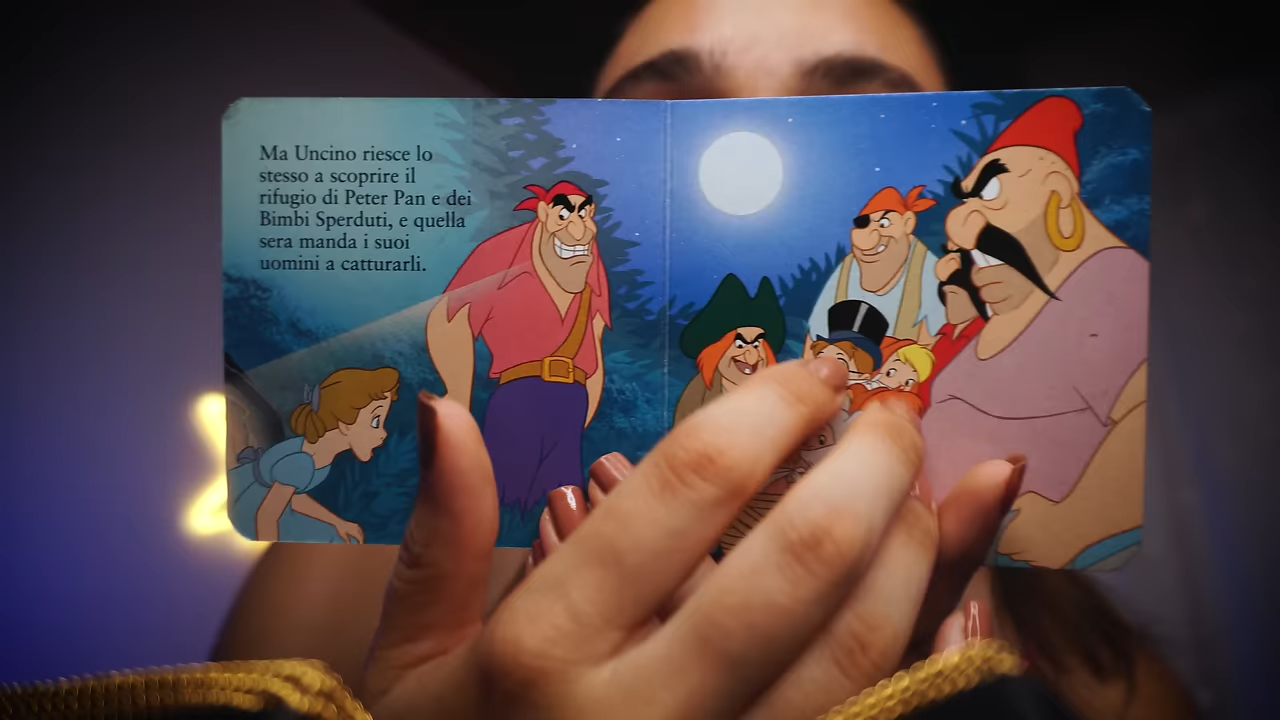 Ma Uncino riesce lo
stesso a scoprire il
rifugio di Peter Pan e dei
Bimbi Sperduti, e quella
sera manda i suoi
uomini a catturarli.